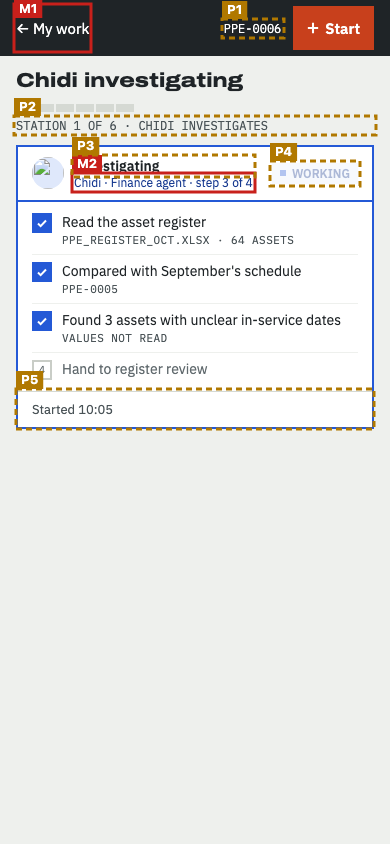 M1
P1
← My work
PPE-0006
+ Start
Chidi investigating
P2
STATION 1 OF 6 · CHIDI INVESTIGATES
P3
P4
stigating
M2
Chidi · Finance agent · step 3 of 4
WORKING
Read the asset register
PPE_REGISTER_OCT.XLSX · 64 ASSETS
Compared with September's schedule
PPE-0005
Found 3 assets with unclear in-service dates
VALUES NOT READ
4
Hand to register review
P5
Started 10:05